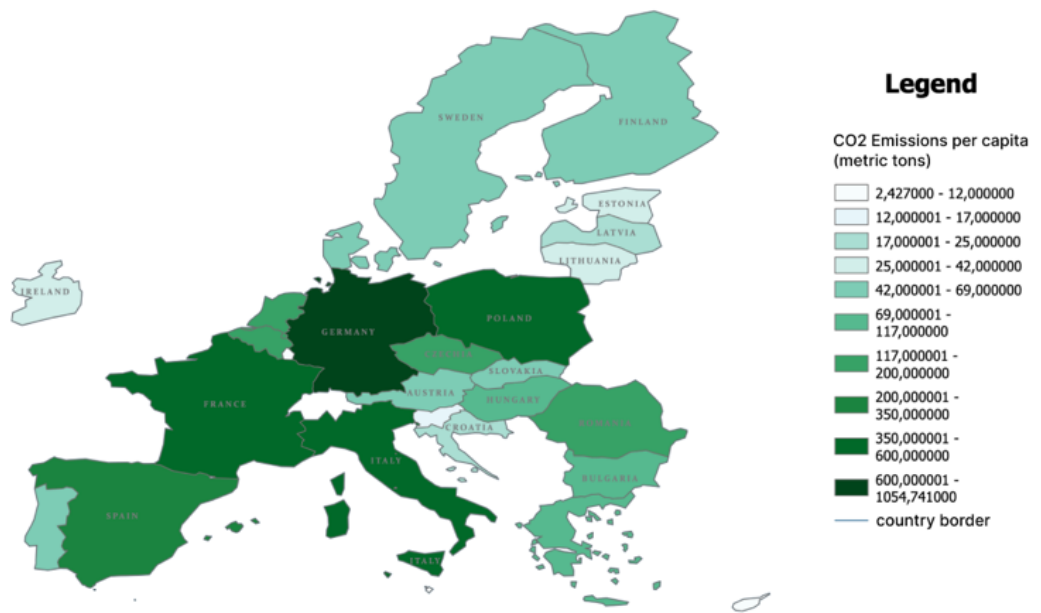 Legend
CO2 Emissions per capita
(metric tons)
2,427000 - 12,000000
12,000001 - 17,000000
17,000001 - 25,000000
25,000001 - 42,000000
42,000001 - 69,000000
69,000001 -
117,000000
117,000001 -
200,000000
200,000001 -
350,000000
350,000001 -
600,000000
600,000001 -
1054,741000
country border
SWEDEN
FINLAND
ESTONIA
LATVIA
LITHUANIA
IRELAND
GERMANY
POLAND
SLOVAKIA
AUSTRIA
HUNGARY
FRANCE
CROATIA
ITALY
BULGARIA
SPAIN
ITALY